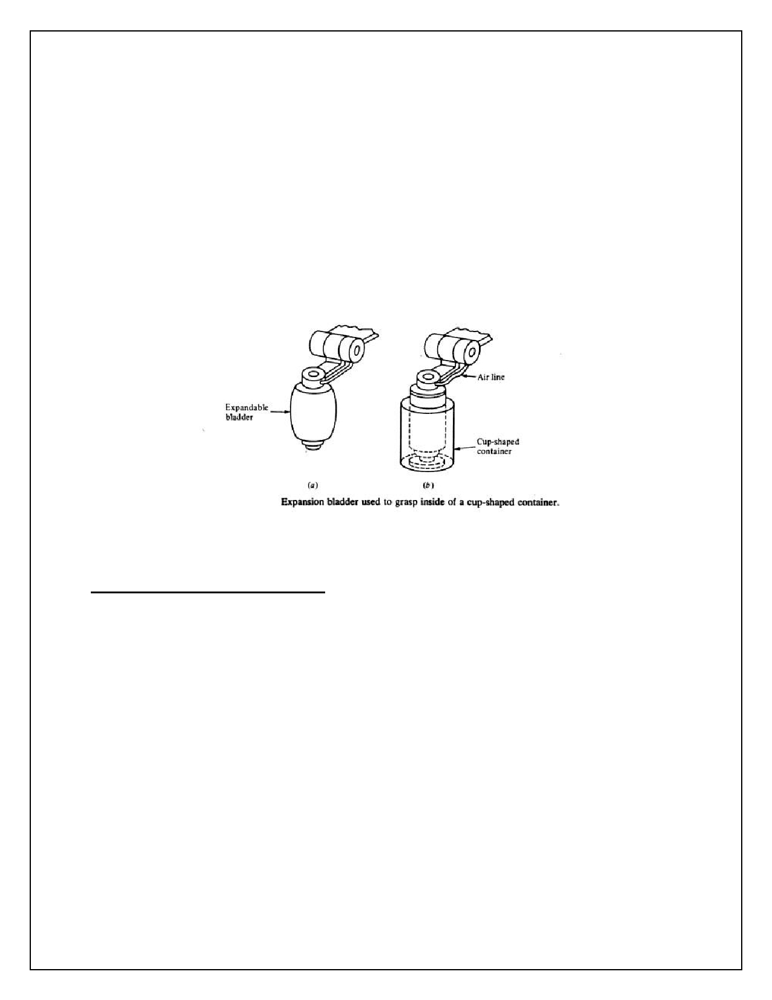 Air line
Expandable
bladder
Cup-shaped
container
(a)
(b)
Expansion bladder used to grasp inside of a cup-shaped container.